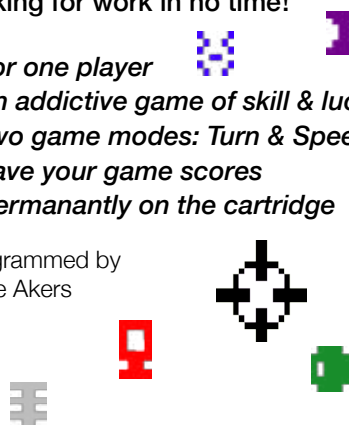 king for work in no time!
or one player
n addictive game of skill & luc
wo game modes: Turn & Spee
ave your game scores
ermanantly on the cartridge
grammed by
e Akers